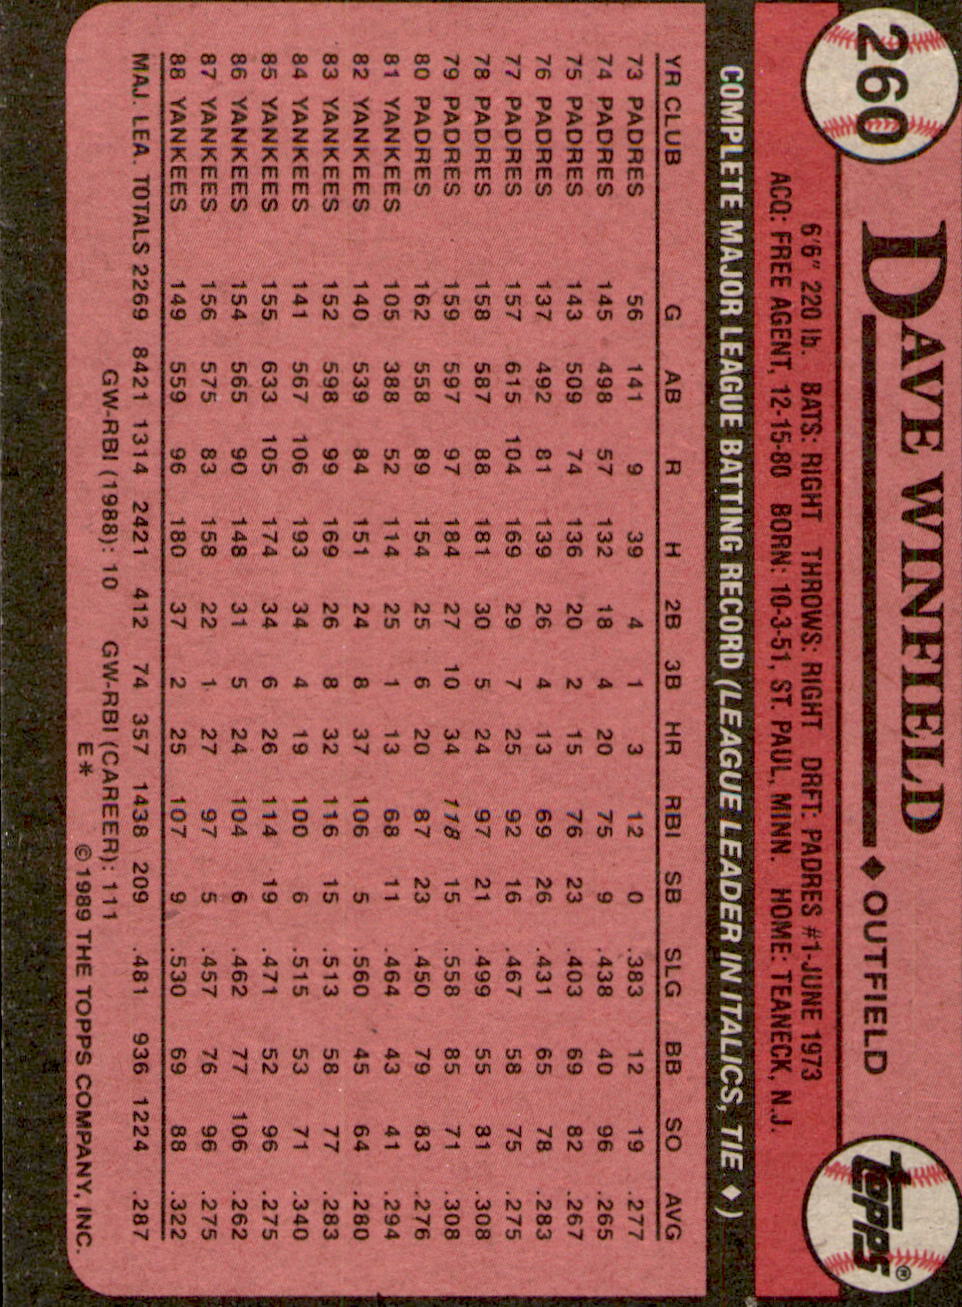 260
DAVE WINFIELD ♦ OUTFIELD
topps®
6'6" 220 lb. BATS: RIGHT THROWS: RIGHT DRFT: PADRES #1-JUNE 1973
ACQ: FREE AGENT, 12-15-80 BORN: 10-3-51, ST. PAUL, MINN. HOME: TEANECK, N.J.
COMPLETE MAJOR LEAGUE BATTING RECORD (LEAGUE LEADER IN ITALICS, TIE ♦)
YR CLUB G AB R H 2B 3B HR RBI SB SLG BB SO AVG
73 PADRES 56 141 9 39 4 1 3 12 0 .383 12 19 .277
74 PADRES 145 498 57 132 18 4 20 75 9 .438 40 96 .265
75 PADRES 143 509 74 136 20 2 15 76 23 .403 69 82 .267
76 PADRES 137 492 81 139 26 4 13 69 26 .431 65 78 .283
77 PADRES 157 615 104 169 29 7 25 92 16 .467 58 75 .275
78 PADRES 158 587 88 181 30 5 24 97 21 .499 55 81 .308
79 PADRES 159 597 97 184 27 10 34 118 15 .558 85 71 .308
80 PADRES 162 558 89 154 25 6 20 87 23 .450 79 83 .276
81 YANKEES 105 388 52 114 25 1 13 68 11 .464 43 41 .294
82 YANKEES 140 539 84 151 24 8 37 106 5 .560 45 64 .280
83 YANKEES 152 598 99 169 26 8 32 116 15 .513 58 77 .283
84 YANKEES 141 567 106 193 34 4 19 100 6 .515 53 71 .340
85 YANKEES 155 633 105 174 34 6 26 114 19 .471 52 96 .275
86 YANKEES 154 565 90 148 31 5 24 104 6 .462 77 106 .262
87 YANKEES 156 575 83 158 22 1 27 97 5 .457 76 96 .275
88 YANKEES 149 559 96 180 37 2 25 107 9 .530 69 88 .322
MAJ. LEA. TOTALS 2269 8421 1314 2421 412 74 357 1438 209 .481 936 1224 .287
GW-RBI (1988): 10 GW-RBI (CAREER): 111
E* © 1989 THE TOPPS COMPANY, INC.